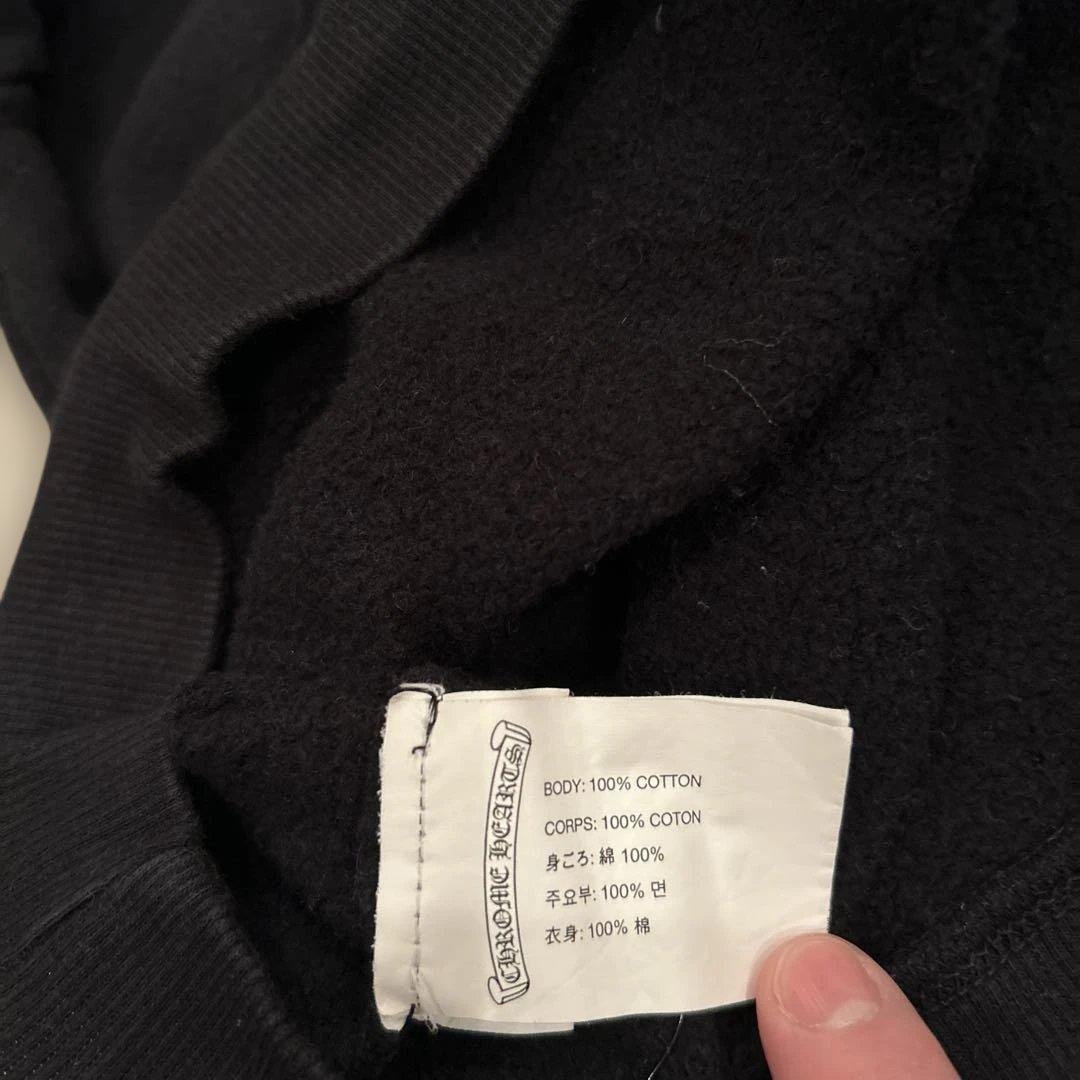 CHROME HEARTS
BODY: 100% COTTON
CORPS: 100% COTON
身ごろ: 綿 100%
주요부: 100% 면
衣身: 100% 棉